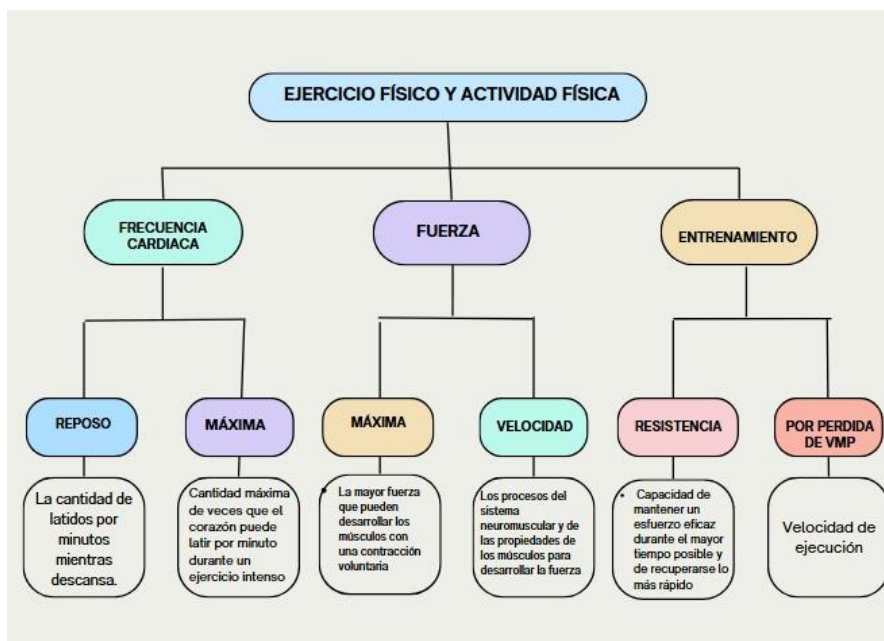 EJERCICIO FÍSICO Y ACTIVIDAD FÍSICA
FRECUENCIA
CARDIACA
FUERZA
ENTRENAMIENTO
REPOSO
MÁXIMA
MÁXIMA
VELOCIDAD
RESISTENCIA
POR PERDIDA
DE VMP
La cantidad de
latidos por
minutos
mientras
descansa.
Cantidad máxima
de veces que el
corazón puede
latir por minuto
durante un
ejercicio intenso
• La mayor fuerza
que pueden
desarrollar los
músculos con
una contracción
voluntaria
Los procesos del
sistema
neuromuscular y de
las propiedades de
los músculos para
desarrollar la fuerza
• Capacidad de
mantener un
esfuerzo eficaz
durante el mayor
tiempo posible y
de recuperarse lo
más rápido
Velocidad de
ejecución